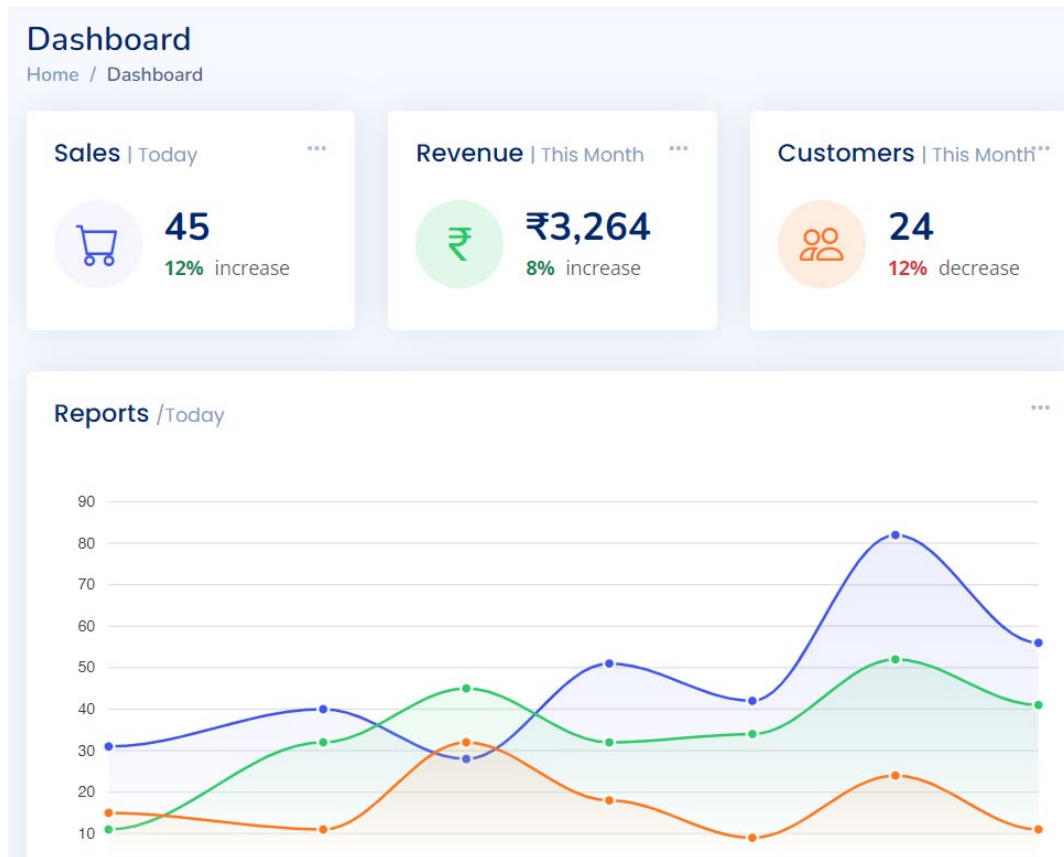 Dashboard
Home / Dashboard
Sales | Today
45
12% increase
Revenue | This Month
₹
₹3,264
8% increase
Customers | This Month
24
12% decrease
Reports /Today
90
80
70
60
50
40
30
20
10